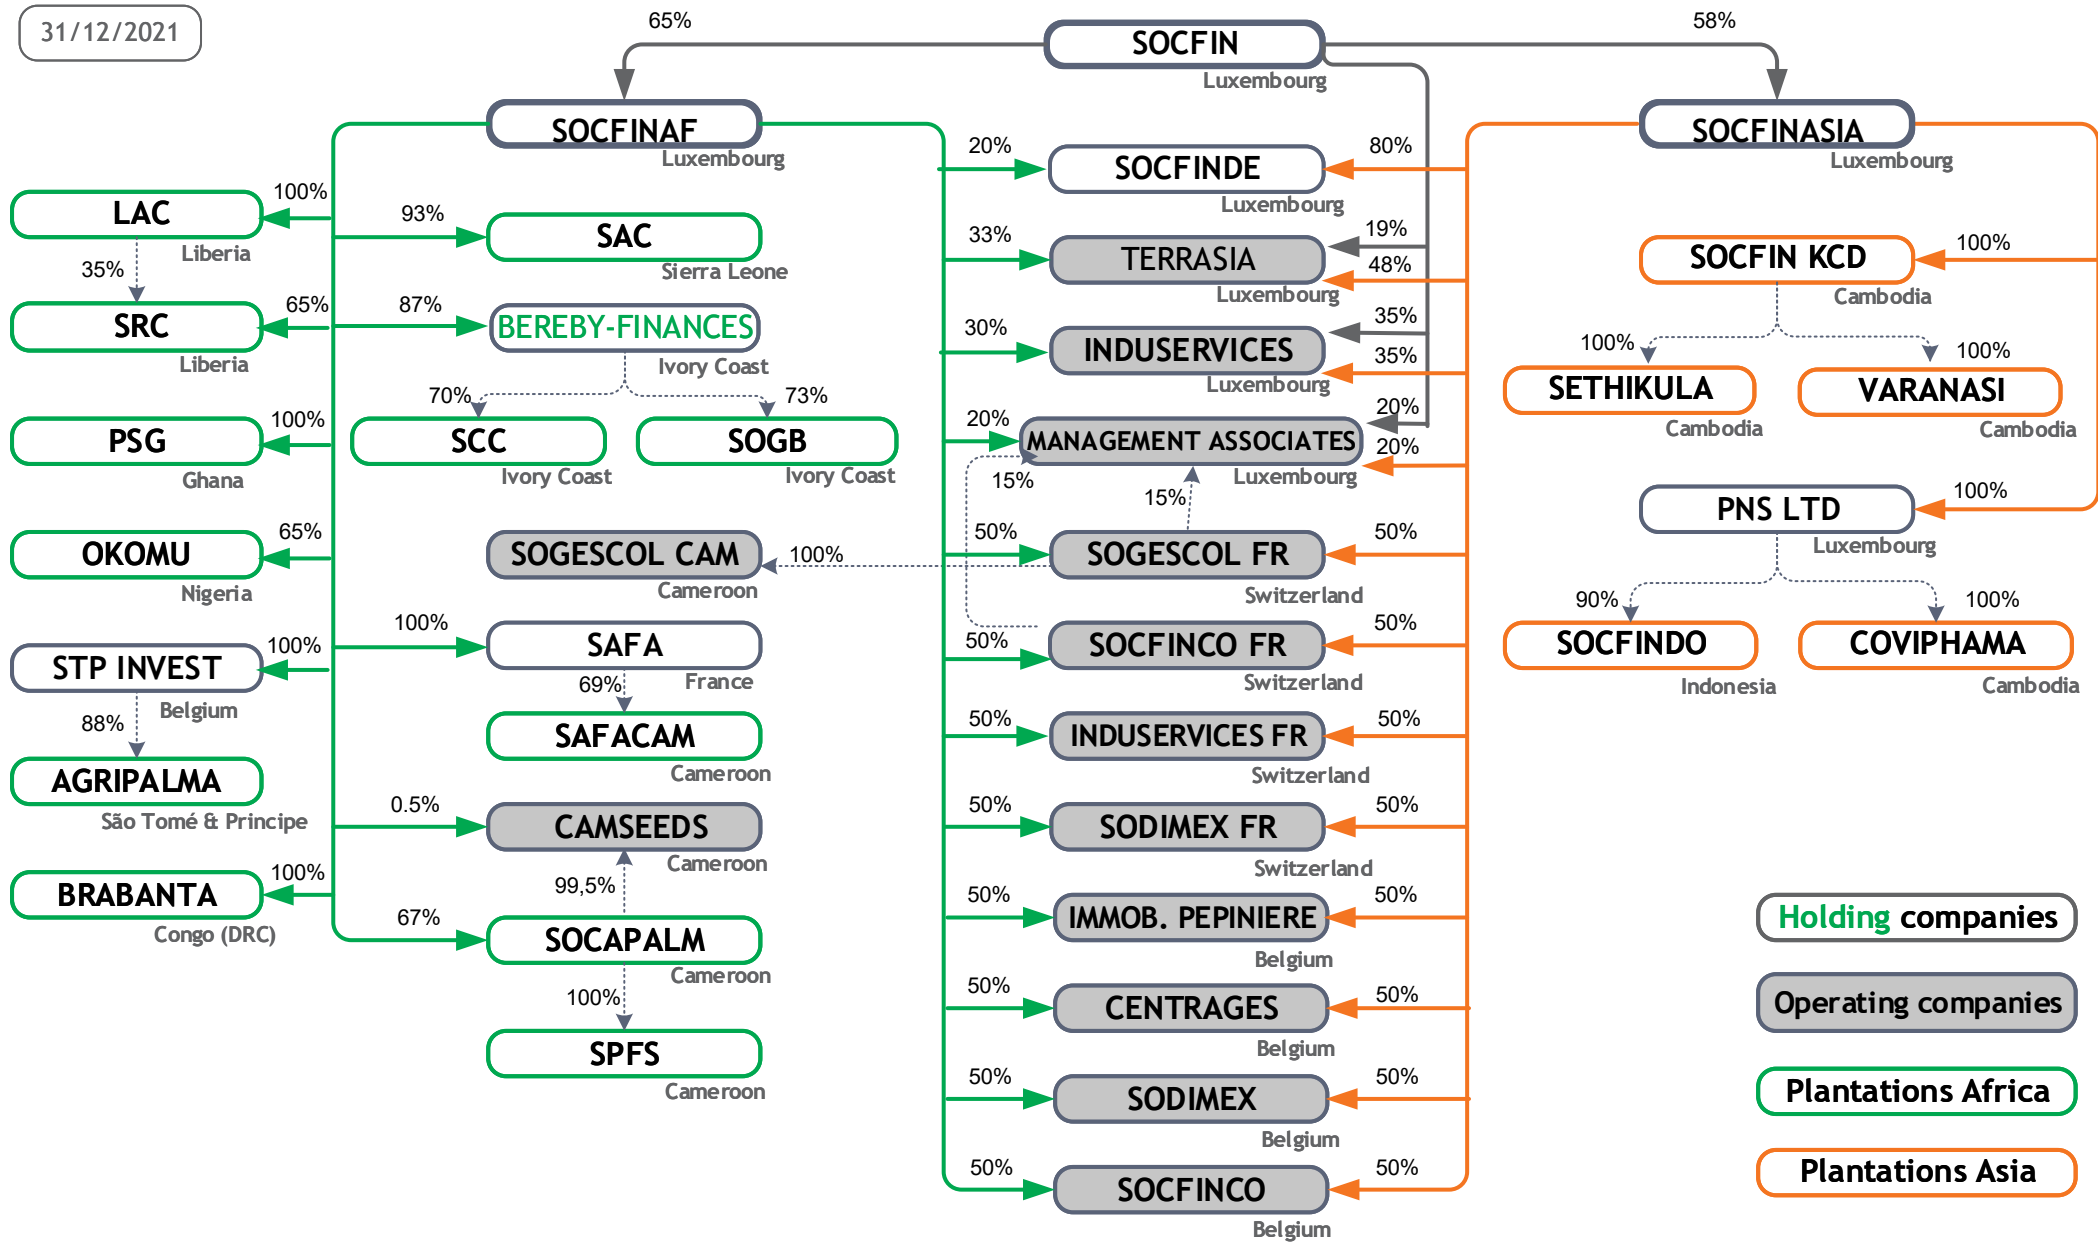 31/12/2021
65%
SOCFIN
Luxembourg
58%
SOCFINAF
Luxembourg
SOCFINASIA
Luxembourg
LAC
Liberia
100%
35%
SRC
Liberia
65%
PSG
Ghana
100%
OKOMU
Nigeria
65%
STP INVEST
Belgium
100%
88%
AGRIPALMA
São Tomé & Principe
BRABANTA
Congo (DRC)
100%
93%
SAC
Sierra Leone
87%
BEREBY-FINANCES
Ivory Coast
70%
73%
SCC
Ivory Coast
SOGB
Ivory Coast
SOGESCOL CAM
Cameroon
100%
100%
SAFA
France
69%
SAFACAM
Cameroon
0.5%
CAMSEEDS
Cameroon
99,5%
67%
SOCAPALM
Cameroon
100%
SPFS
Cameroon
20%
SOCFINDE
Luxembourg
80%
33%
TERRASIA
Luxembourg
19%
48%
30%
INDUSERVICES
Luxembourg
35%
35%
20%
MANAGEMENT ASSOCIATES
Luxembourg
20%
20%
15%
15%
50%
SOGESCOL FR
Switzerland
50%
50%
SOCFINCO FR
Switzerland
50%
50%
INDUSERVICES FR
Switzerland
50%
50%
SODIMEX FR
Switzerland
50%
50%
IMMOB. PEPINIERE
Belgium
50%
50%
CENTRAGES
Belgium
50%
50%
SODIMEX
Belgium
50%
50%
SOCFINCO
Belgium
50%
SOCFIN KCD
Cambodia
100%
100%
100%
SETHIKULA
Cambodia
VARANASI
Cambodia
PNS LTD
Luxembourg
100%
90%
100%
SOCFINDO
Indonesia
COVIPHAMA
Cambodia
Holding companies
Operating companies
Plantations Africa
Plantations Asia